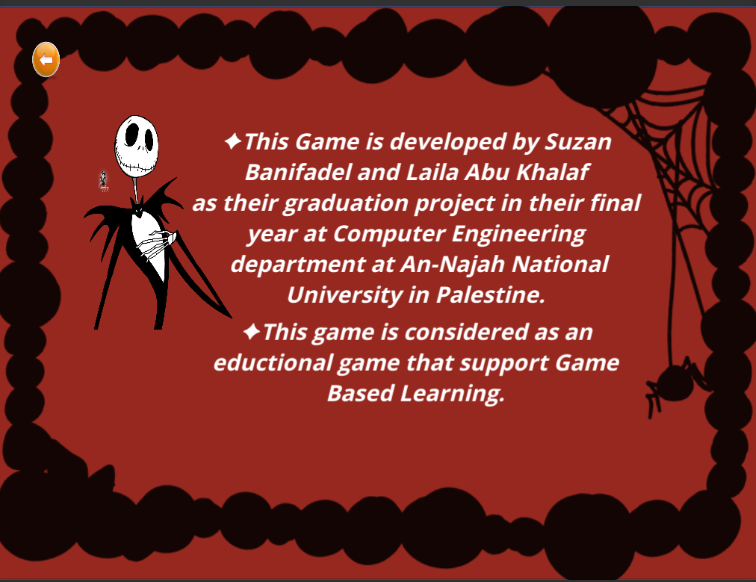 ✦This Game is developed by Suzan
Banifadel and Laila Abu Khalaf
as their graduation project in their final
year at Computer Engineering
department at An-Najah National
University in Palestine.
✦This game is considered as an
eductional game that support Game
Based Learning.